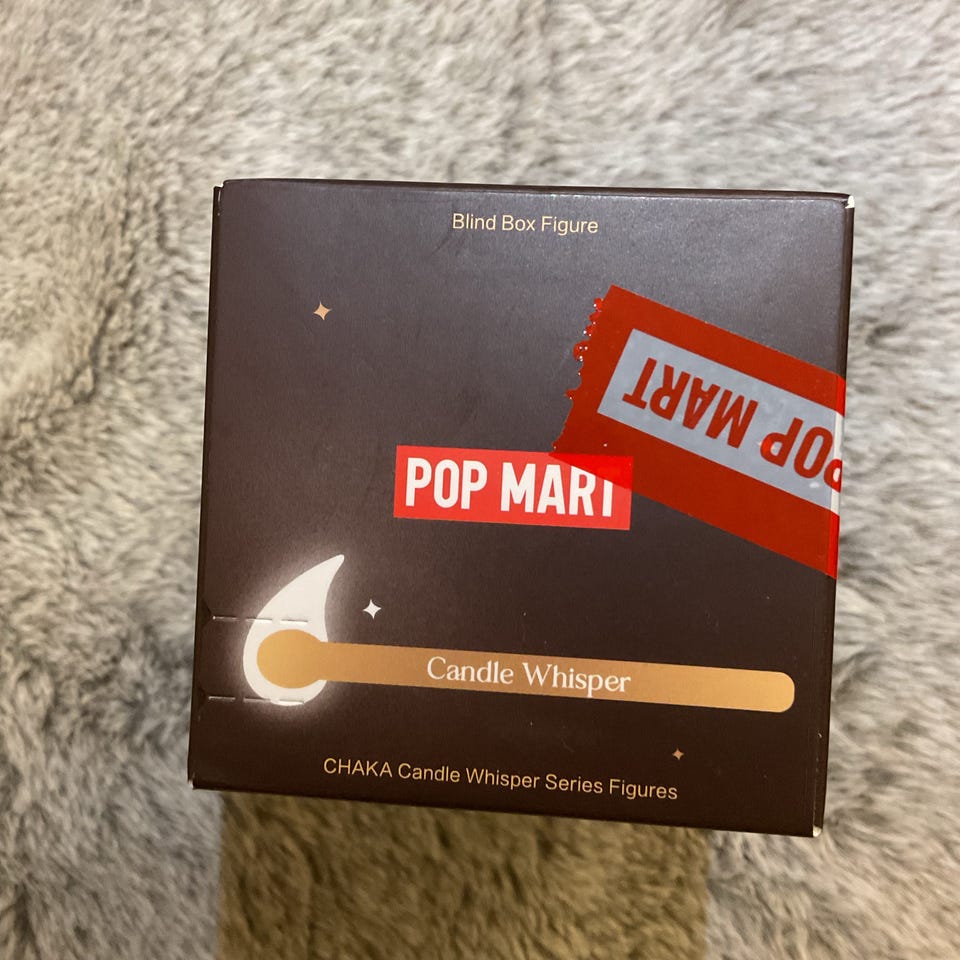 Blind Box Figure
POP MART
POP MART
Candle Whisper
CHAKA Candle Whisper Series Figures